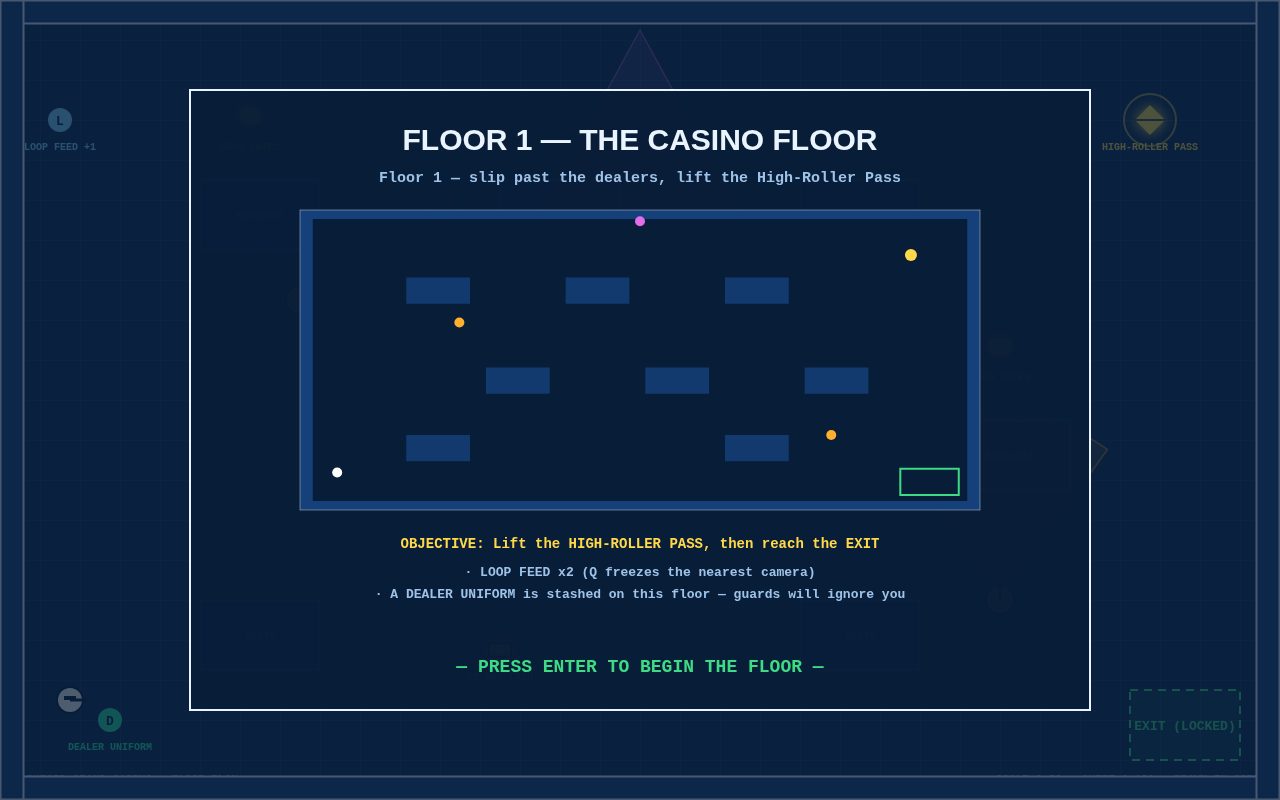 FLOOR 1 — THE CASINO FLOOR
Floor 1 — slip past the dealers, lift the High-Roller Pass
L
LOOP FEED +1
HIGH-ROLLER PASS
OBJECTIVE: Lift the HIGH-ROLLER PASS, then reach the EXIT
· LOOP FEED x2 (Q freezes the nearest camera)
· A DEALER UNIFORM is stashed on this floor — guards will ignore you
— PRESS ENTER TO BEGIN THE FLOOR —
D
DEALER UNIFORM
EXIT (LOCKED)